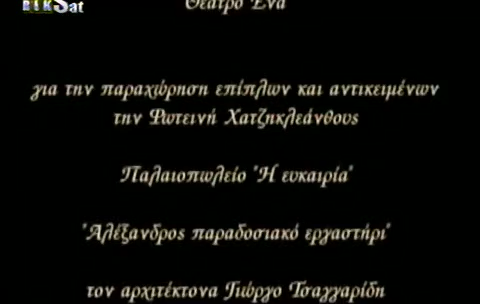 ΒΙΚSat
Θέατρο Ένα
για την παραχώρηση επίπλων και αντικειμένων
την Φωτεινή Χατζηκλεάνθους
Παλαιοπωλείο "Η ευκαιρία"
"Αλέξανδρος παραδοσιακό εργαστήρι"
τον αρχιτέκτονα Γιώργο Τσαγγαρίδη